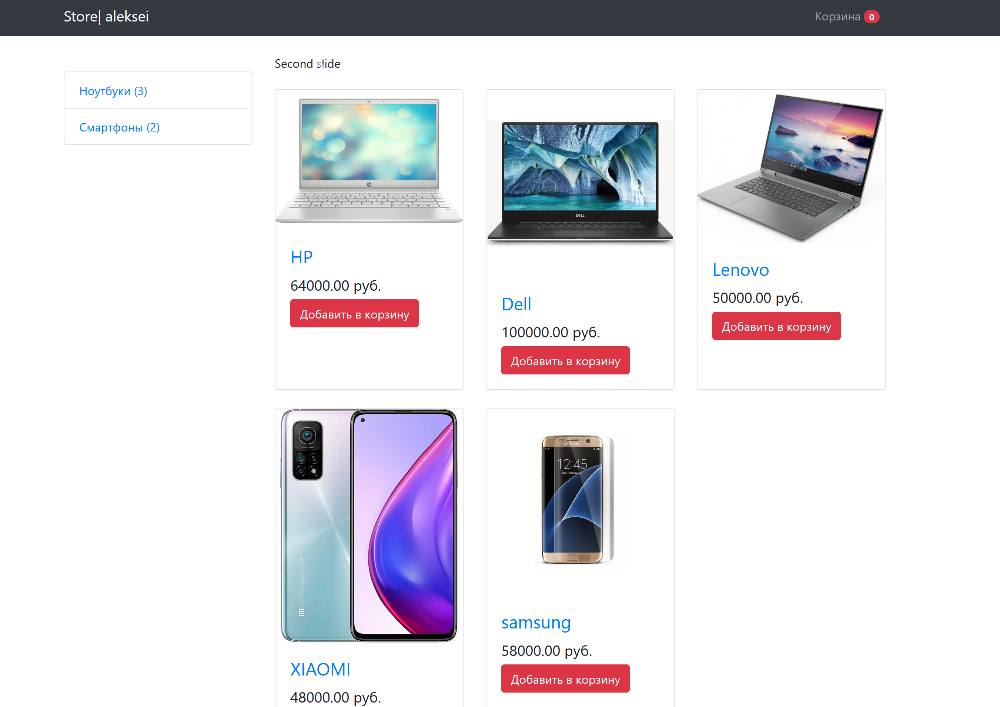 Store| aleksei
Корзина 0
Ноутбуки (3)
Смартфоны (2)
Second slide
HP
64000.00 руб.
Добавить в корзину
DELL
Dell
100000.00 руб.
Добавить в корзину
Lenovo
50000.00 руб.
Добавить в корзину
XIAOMI
48000.00 руб.
12:45
samsung
58000.00 руб.
Добавить в корзину